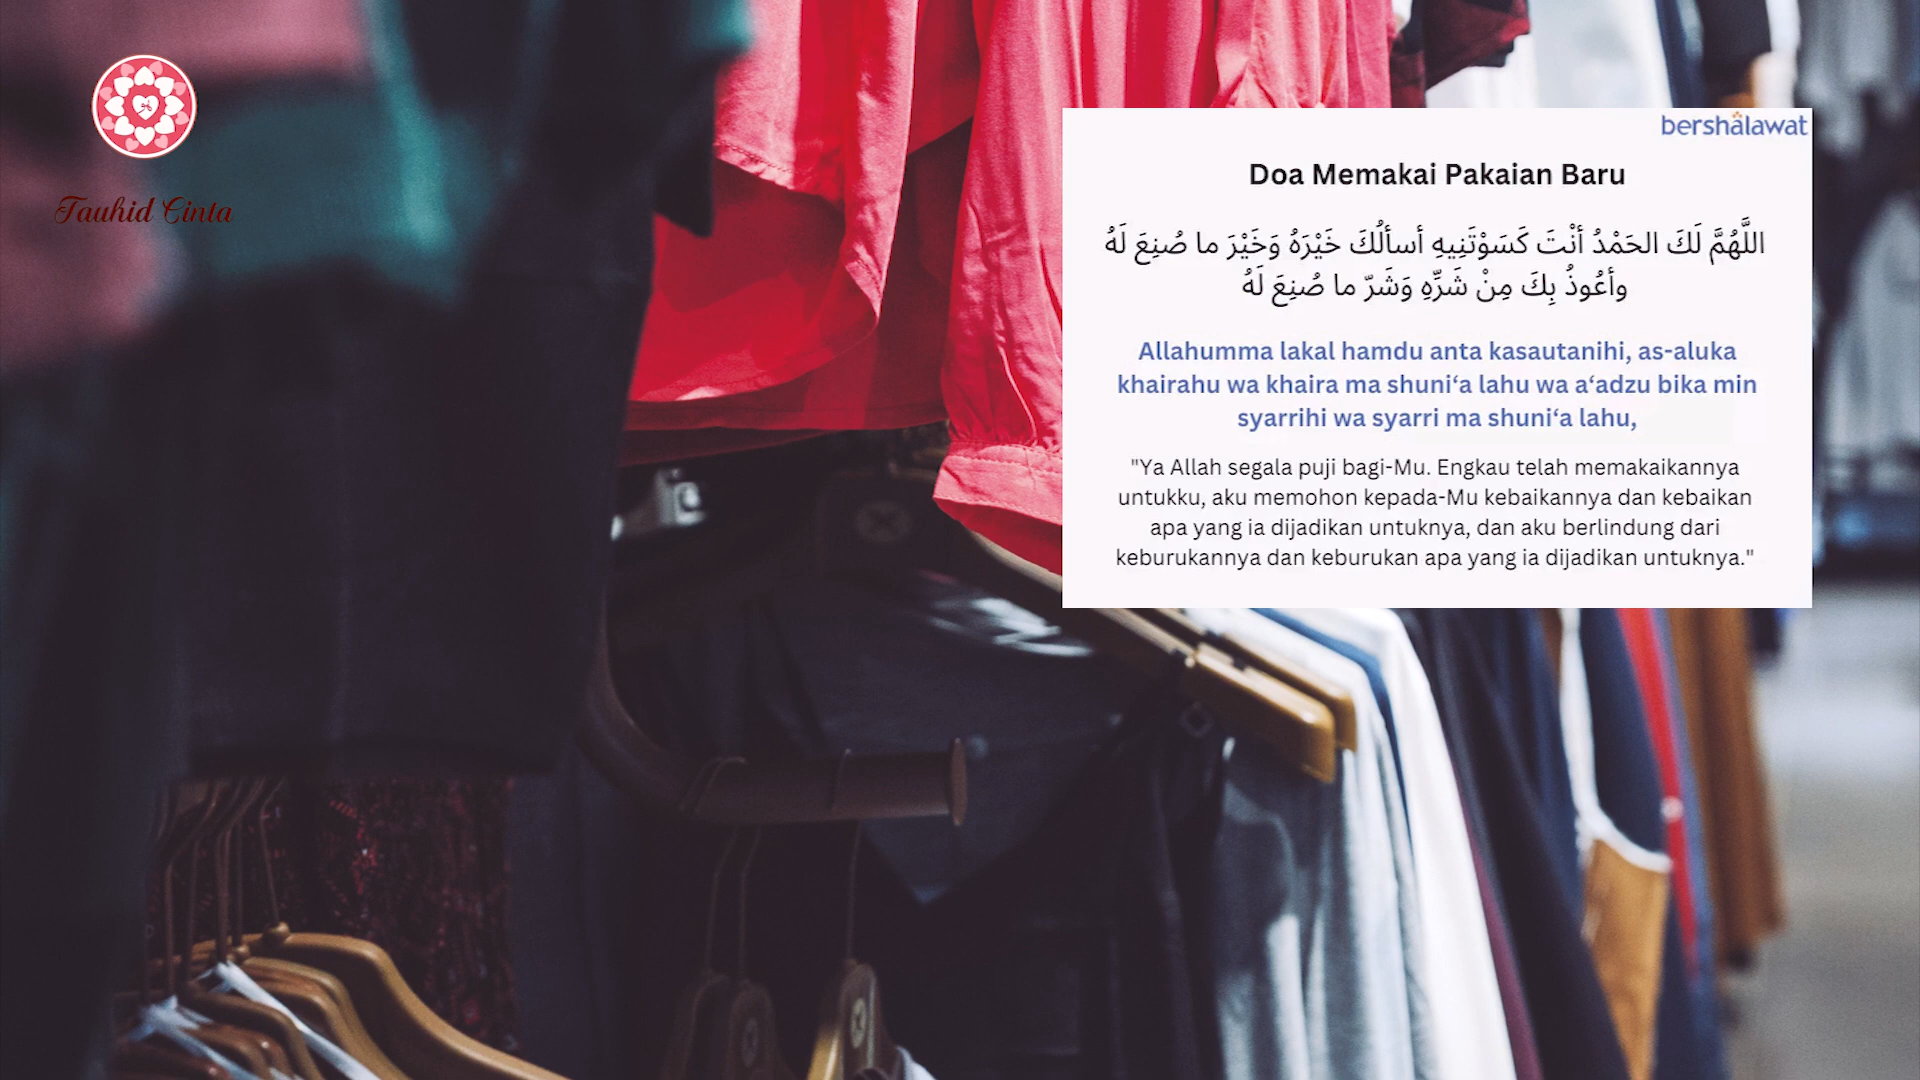 Tauhid Cinta
bershalawat
Doa Memakai Pakaian Baru
اللَّهُمَّ لَكَ الحَمْدُ أنْتَ كَسَوْتَنِيهِ أسألُكَ خَيْرَهُ وَخَيْرَ ما صُنِعَ لَهُ
وأعُوذُ بِكَ مِنْ شَرِّهِ وَشَرّ ما صُنِعَ لَهُ
Allahumma lakal hamdu anta kasautanihi, as-aluka
khairahu wa khaira ma shuni‘a lahu wa a‘adzu bika min
syarrihi wa syarri ma shuni‘a lahu,
"Ya Allah segala puji bagi-Mu. Engkau telah memakaikannya
untukku, aku memohon kepada-Mu kebaikannya dan kebaikan
apa yang ia dijadikan untuknya, dan aku berlindung dari
keburukannya dan keburukan apa yang ia dijadikan untuknya."